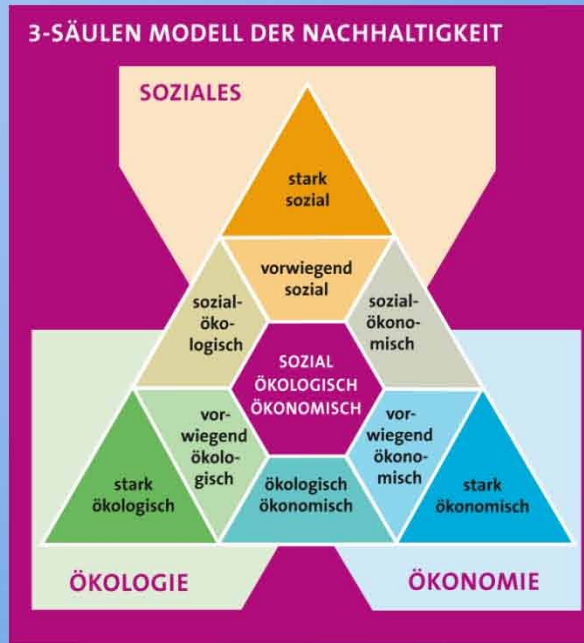 3-SÄULEN MODELL DER NACHHALTIGKEIT
SOZIALES
stark
sozial
vorwiegend
sozial
sozial-
öko-
logisch
sozial-
ökono-
misch
SOZIAL
ÖKOLOGISCH
ÖKONOMISCH
stark
ökologisch
vor-
wiegend
ökolo-
gisch
ökologisch
ökonomisch
vor-
wiegend
ökono-
misch
stark
ökonomisch
ÖKOLOGIE
ÖKONOMIE